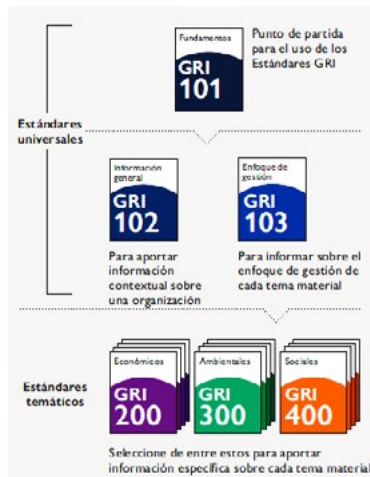 Fundamentos
GRI
101
Punto de partida
para el uso de los
Estándares GRI
Estándares
universales
Información
general
GRI
102
Enfoque de
gestión
GRI
103
Para aportar
información
contextual sobre
una organización
Para informar sobre el
enfoque de gestión de
cada tema material
Estándares
temáticos
Económicos
GRI
200
Ambientales
GRI
300
Sociales
GRI
400
Seleccione de entre estos para aportar
información específica sobre cada tema material